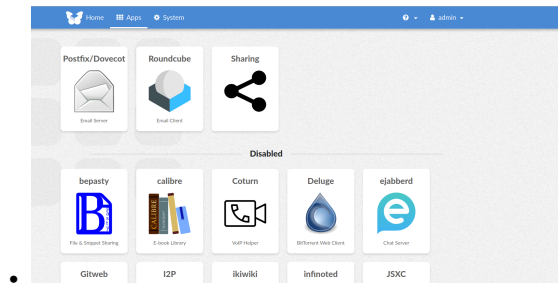 Home Apps System admin
Postfix/Dovecot Roundcube Sharing
Email Server Email Client
Disabled
bepasty calibre Coturn Deluge ejabberd
CALIBRE
File & Snippet Sharing E-book Library VoIP Helper BitTorrent Web Client Chat Server
Gitweb I2P ikiwiki infinoted JSXC